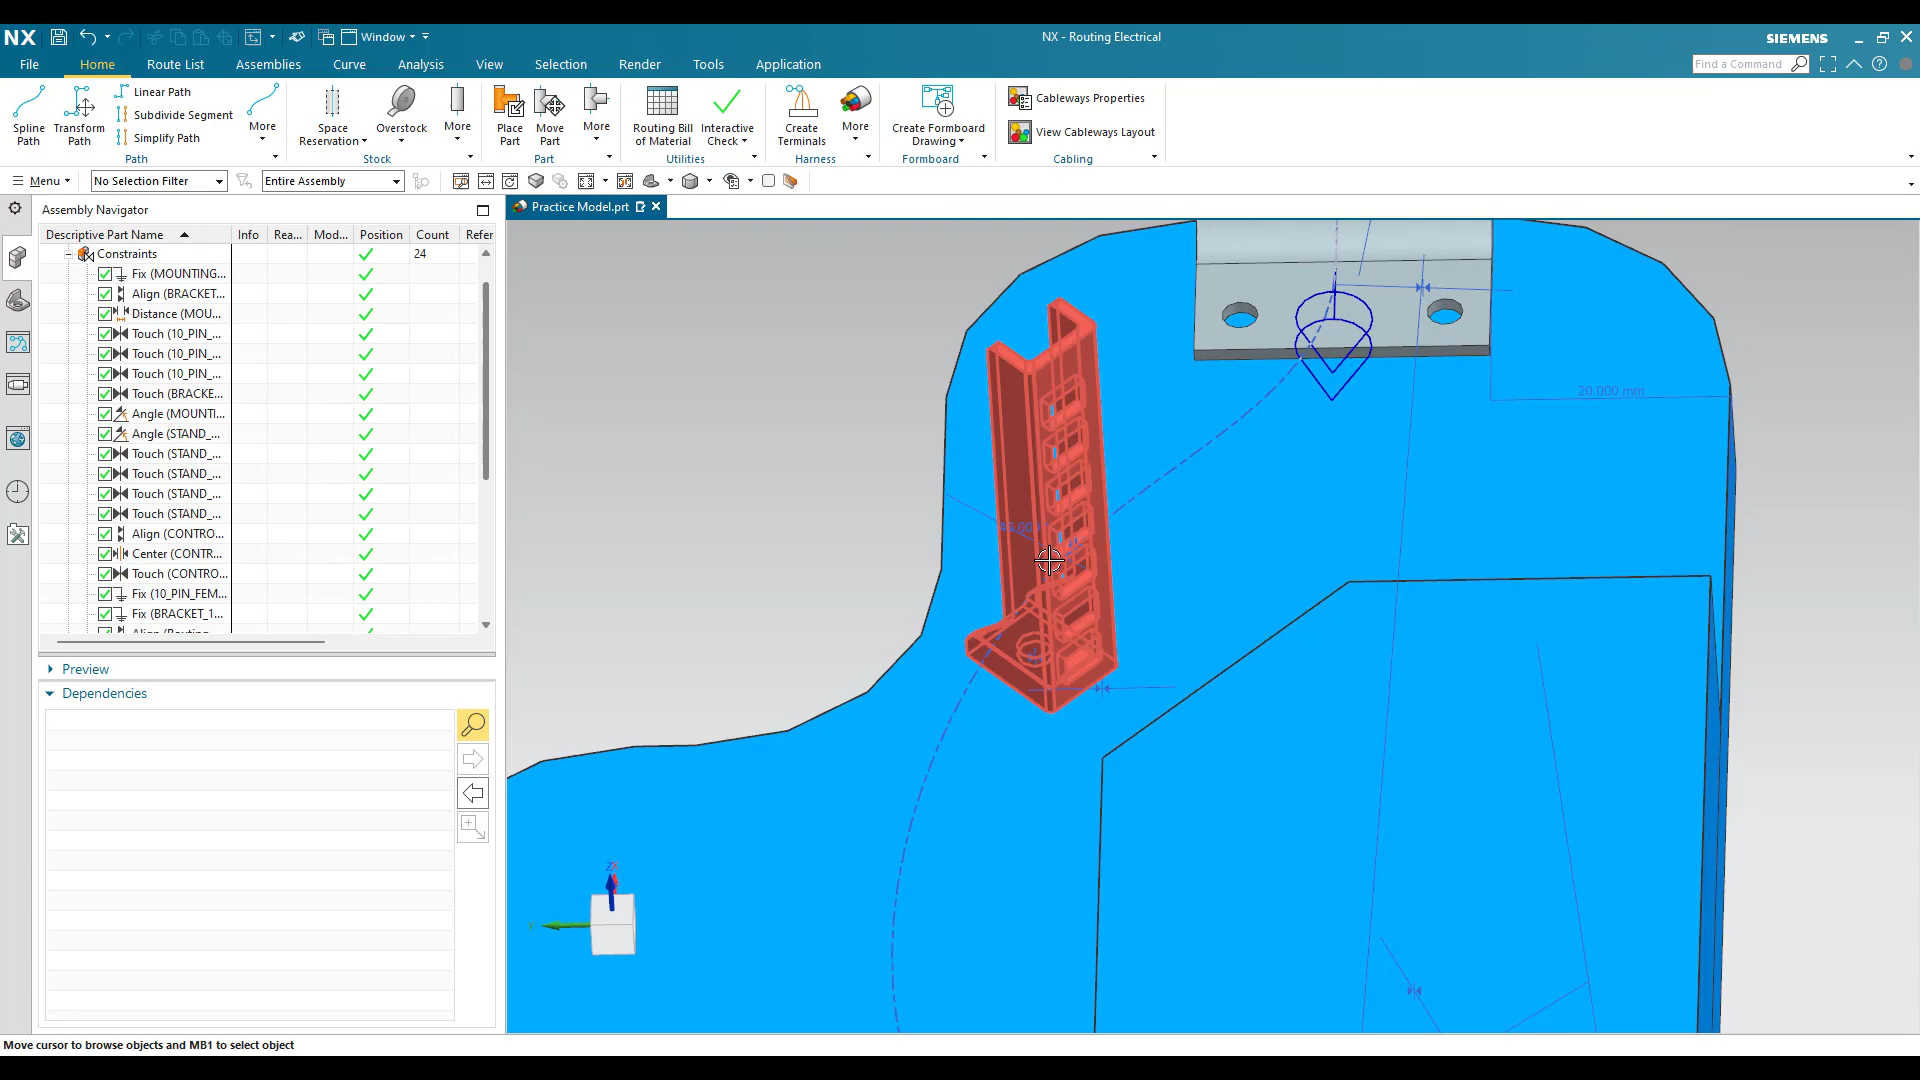 NX
Window
NX - Routing Electrical
SIEMENS
File
Home
Route List
Assemblies
Curve
Analysis
View
Selection
Render
Tools
Application
Find a Command
Spline Path
Transform Path
Linear Path
Subdivide Segment
Simplify Path
More
Path
Space Reservation
Overstock
More
Stock
Place Part
Move Part
More
Part
Routing Bill of Material
Interactive Check
Utilities
Create Terminals
More
Harness
Create Formboard Drawing
Formboard
Cableways Properties
View Cableways Layout
Cabling
Menu
No Selection Filter
Entire Assembly
Assembly Navigator
Practice Model.prt
Descriptive Part Name
Info
Rea...
Mod...
Position
Count
Refer
Constraints
24
Fix (MOUNTING...
Align (BRACKET...
Distance (MOU...
Touch (10_PIN_...
Touch (10_PIN_...
Touch (10_PIN_...
Touch (BRACKE...
Angle (MOUNTI...
Angle (STAND_...
Touch (STAND_...
Touch (STAND_...
Touch (STAND_...
Touch (STAND_...
Align (CONTRO...
Center (CONTR...
Touch (CONTRO...
Fix (10_PIN_FEM...
Fix (BRACKET_1...
20.000 mm
Preview
Dependencies
Z
Y
Move cursor to browse objects and MB1 to select object